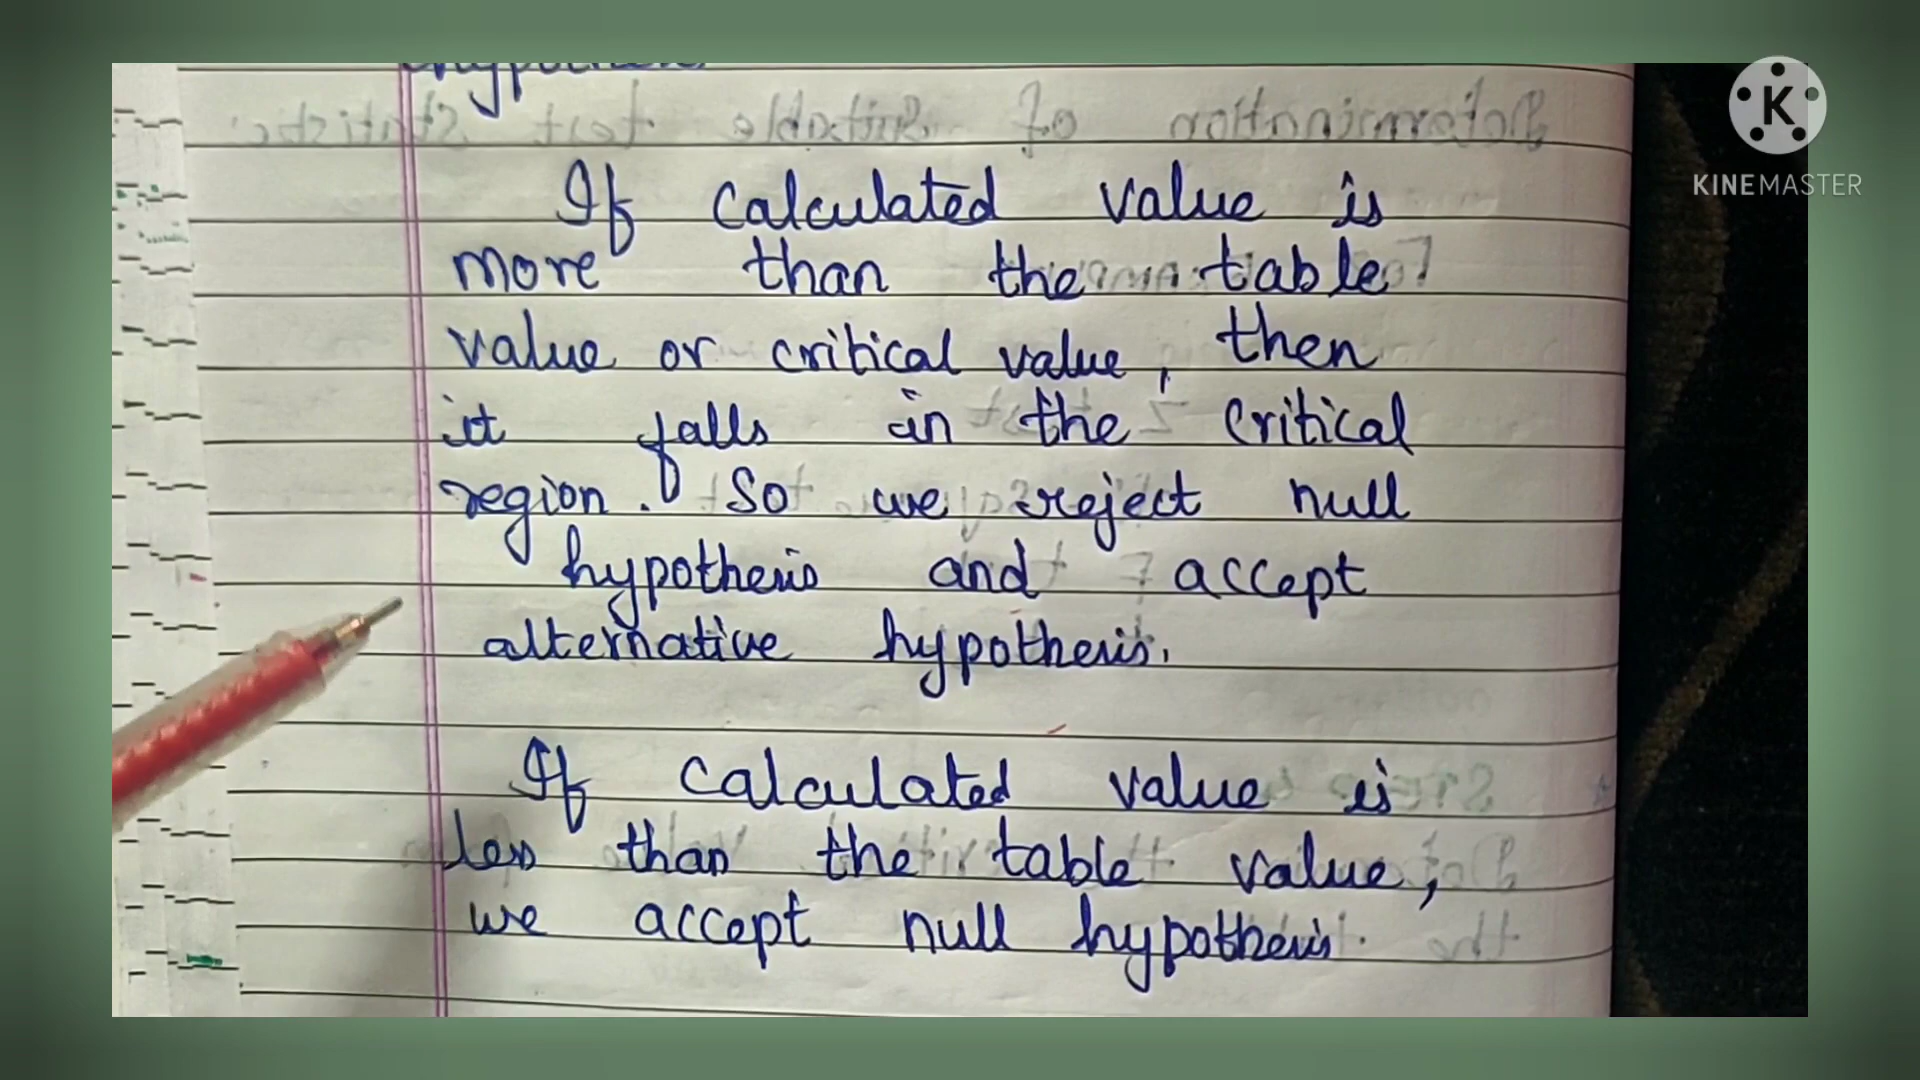 hypothesis
If calculated value is
more than the table
value or critical value, then
it falls in the critical
region. So we reject null
hypothesis and accept
alternative hypothesis.
If calculated value is
less than the table value,
we accept null hypothesis.
K
KINEMASTER